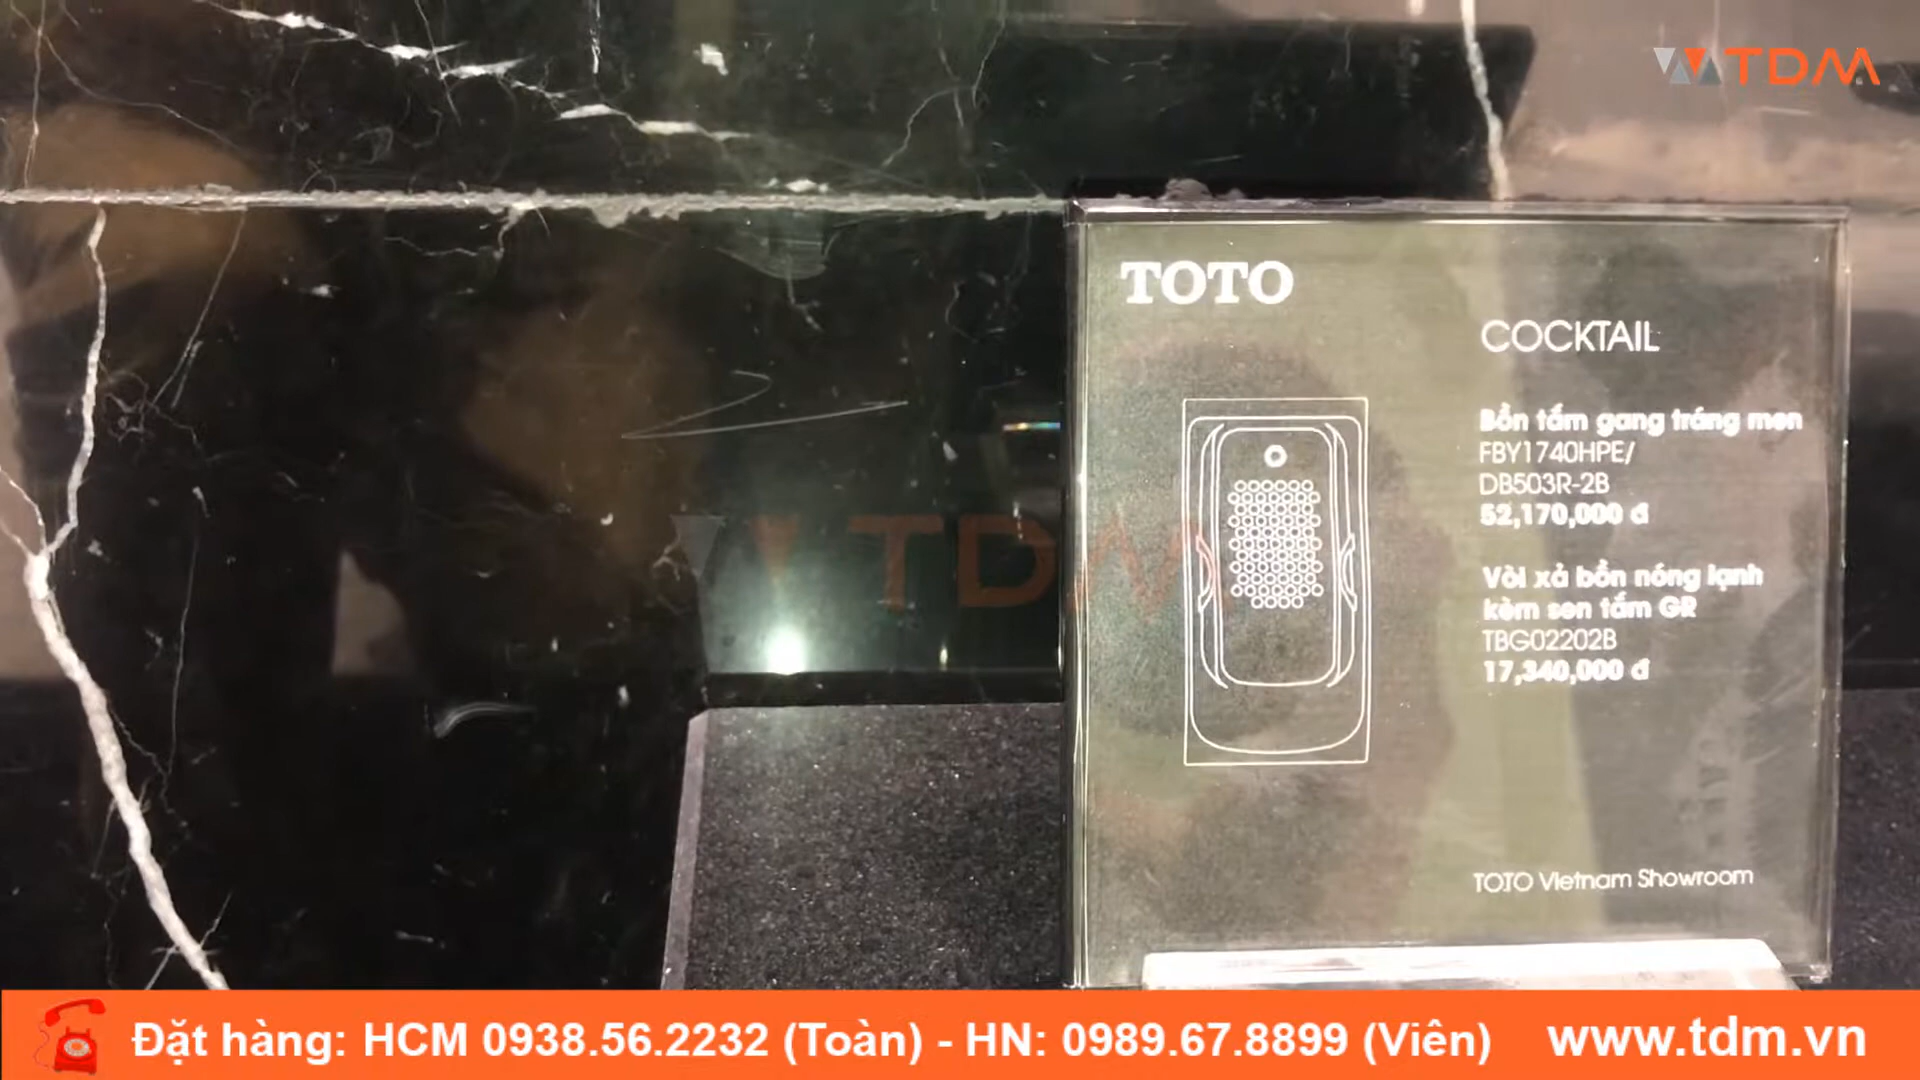 TDM
TOTO
COCKTAIL
Bồn tắm gang tráng men
FBY1740HPE/
DB503R-2B
52,170,000 đ
Vòi xả bồn nóng lạnh
kèm sen tắm GR
TBG02202B
17,340,000 đ
TDM
TOTO Vietnam Showroom
Đặt hàng: HCM 0938.56.2232 (Toàn) - HN: 0989.67.8899 (Viên)
www.tdm.vn